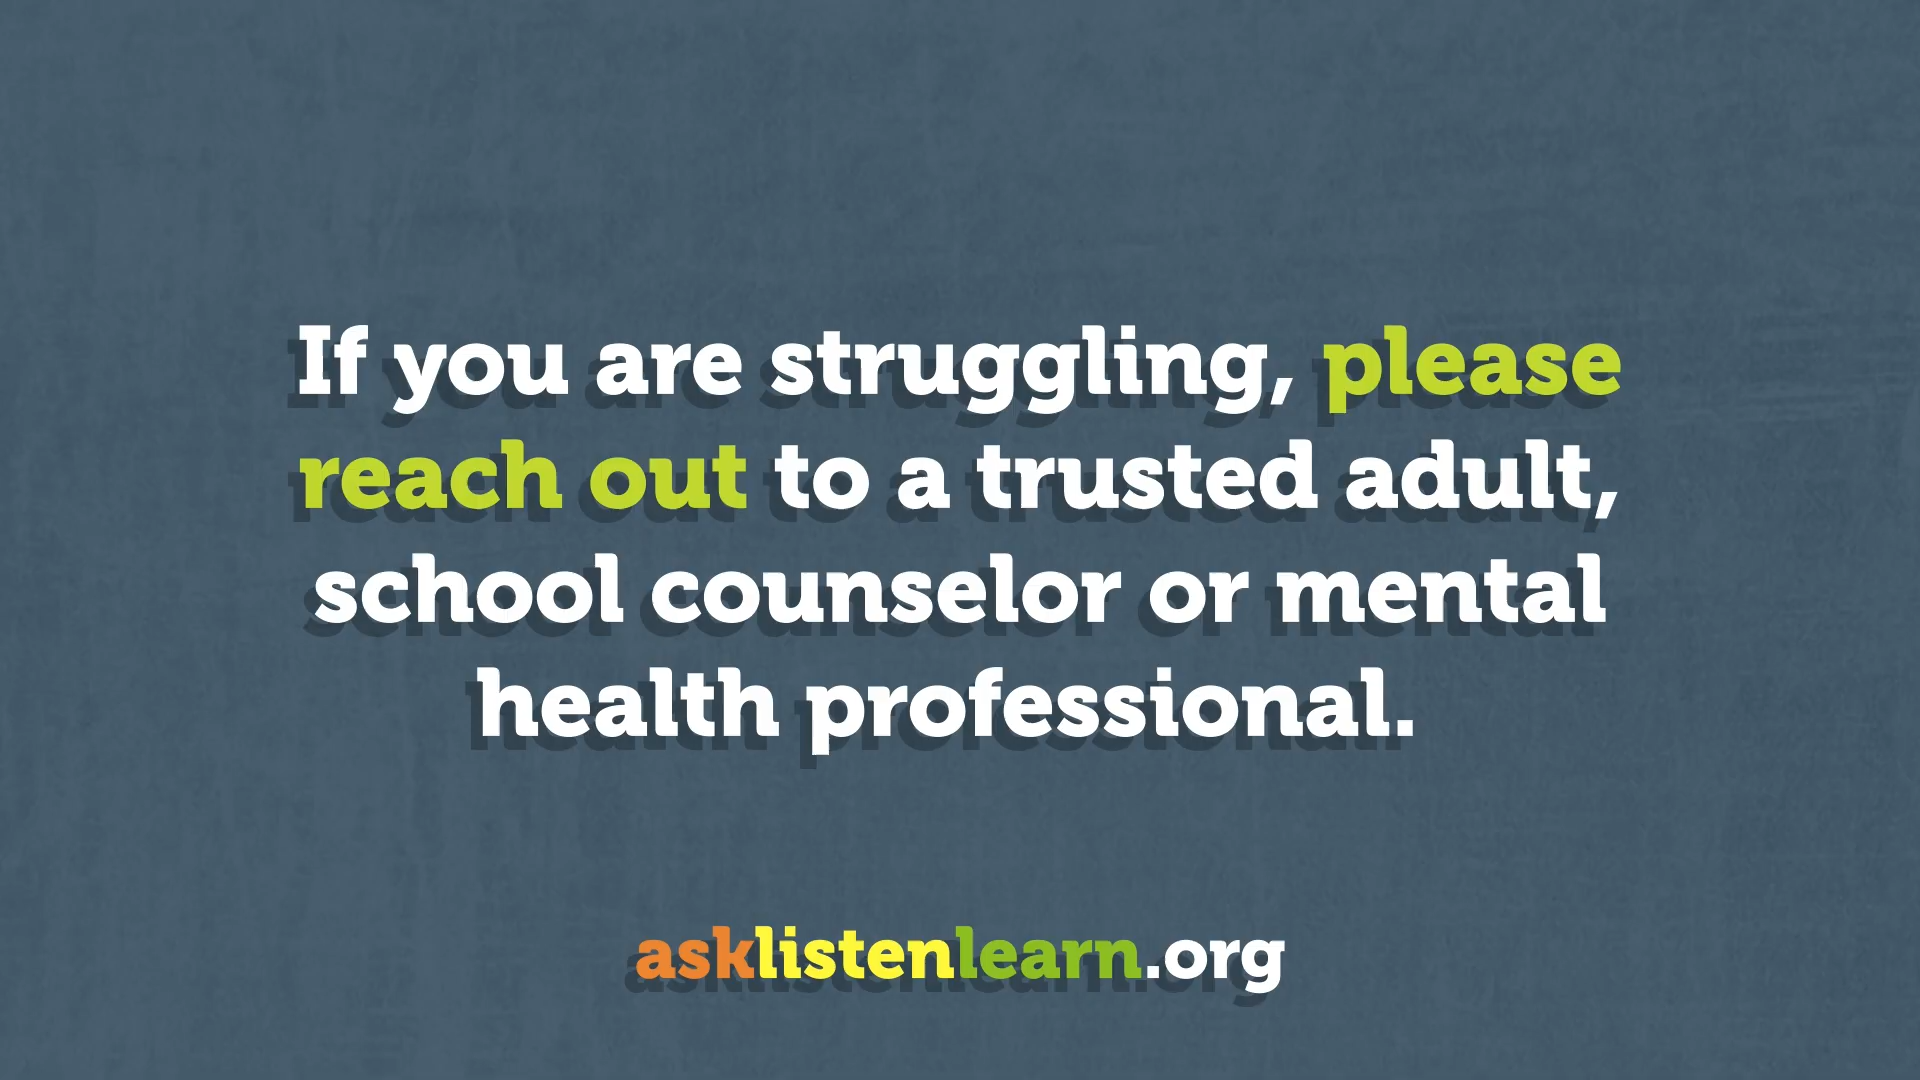 If you are struggling, please
reach out to a trusted adult,
school counselor or mental
health professional.
asklistenlearn.org